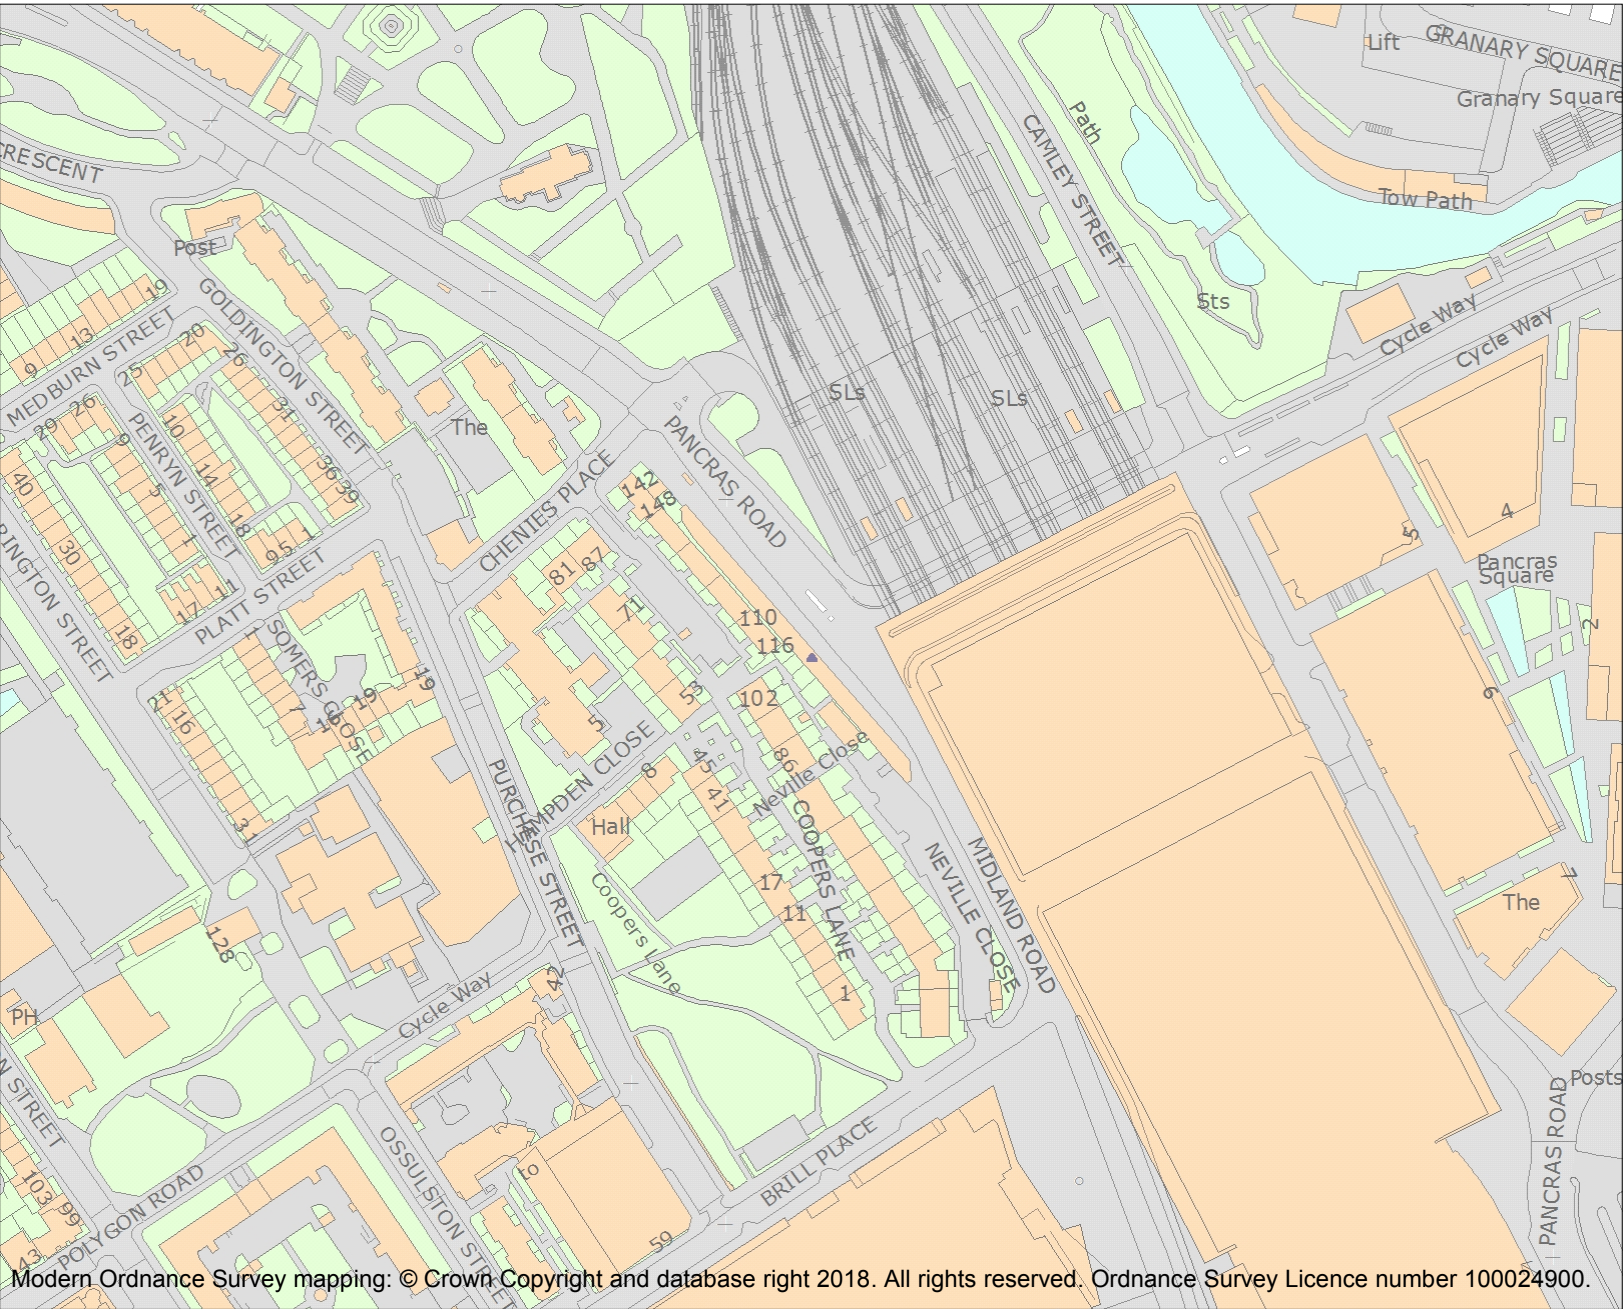 Lift
GRANARY SQUARE
Granary Square
Path
CAMLEY STREET
CRESCENT
Tow Path
Post
Sts
19
13
9
MEDBURN STREET
GOLDINGTON STREET
Cycle Way
Cycle Way
20
26
25
SLs
SLs
31
26
29
10
9
PENRYN STREET
The
PANCRAS ROAD
CHENIES PLACE
142
148
36
39
14
40
5
18
1
95
1
30
4
5
Pancras
Square
81
87
71
17
11
PLATT STREET
18
110
116
2
1
SOMERS CLOSE
19
19
7
14
21
16
53
102
6
5
HAMPDEN CLOSE
45
86
Neville Close
8
41
31
PURCHESE STREET
Hall
COOPERS LANE
MIDLAND ROAD
NEVILLE CLOSE
17
11
7
The
Coopers Lane
128
42
1
Cycle Way
PH
Posts
PANCRAS ROAD
BRILL PLACE
OSSULSTON STREET
to
103
99
POLYGON ROAD
43
59
Modern Ordnance Survey mapping: © Crown Copyright and database right 2018. All rights reserved. Ordnance Survey Licence number 100024900.